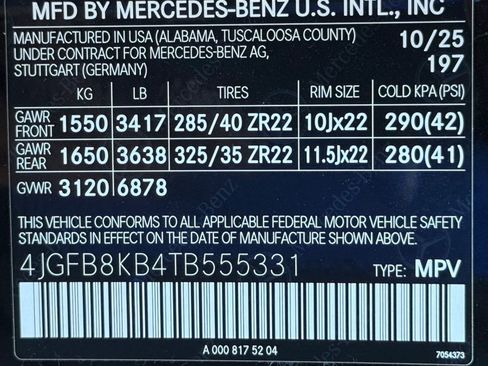 MFD BY MERCEDES-BENZ U.S. INTL., INC
MANUFACTURED IN USA (ALABAMA, TUSCALOOSA COUNTY) 10/25
UNDER CONTRACT FOR MERCEDES-BENZ AG,
STUTTGART (GERMANY) 197
KG LB TIRES RIM SIZE COLD KPA (PSI)
GAWR FRONT 1550 3417 285/40 ZR22 10Jx22 290(42)
GAWR REAR 1650 3638 325/35 ZR22 11.5Jx22 280(41)
GVWR 3120 6878
THIS VEHICLE CONFORMS TO ALL APPLICABLE FEDERAL MOTOR VEHICLE SAFETY
STANDARDS IN EFFECT ON THE DATE OF MANUFACTURE SHOWN ABOVE
4JGFB8KB4TB555331 TYPE: MPV
A 000 817 52 04
7054373